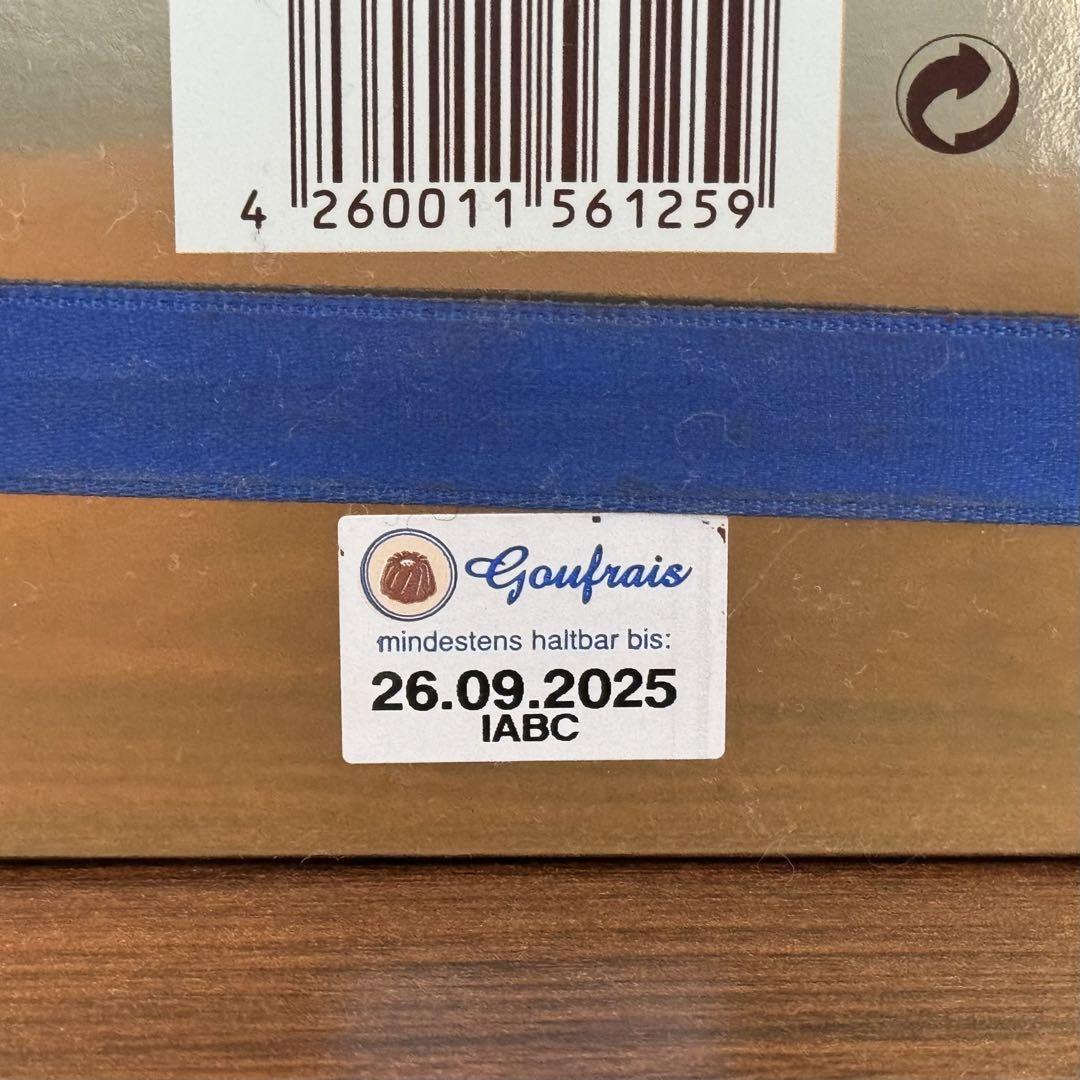 4 260011 561259
Goufrais
mindestens haltbar bis:
26.09.2025
IABC